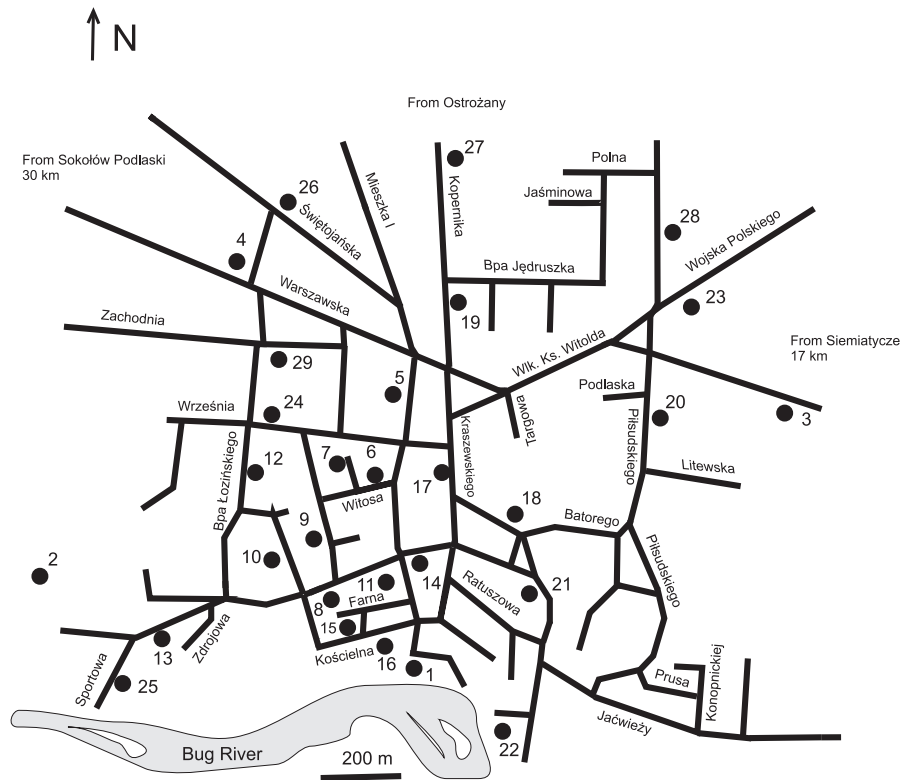 N
From Ostrożany
From Sokołów Podlaski
30 km
27
Polna
26
Mieszka I
Kopernika
Jaśminowa
Świętojańska
28
4
Wojska Polskiego
Bpa Jędruszka
Warszawska
23
19
Zachodnia
From Siemiatycze
17 km
Wlk. Ks. Witolda
29
5
Podlaska
Września
24
Targowa
20
3
Kraszewskiego
Piłsudskiego
7
6
12
Litewska
17
Bpa Łozińskiego
Witosa
18
9
Batorego
2
10
14
11
Ratuszowa
21
Piłsudskiego
8
Farna
15
Zdrojowa
13
Kościelna
16
1
Sportowa
25
Prusa
Konopnickiej
Jaćwieży
22
Bug River
200 m